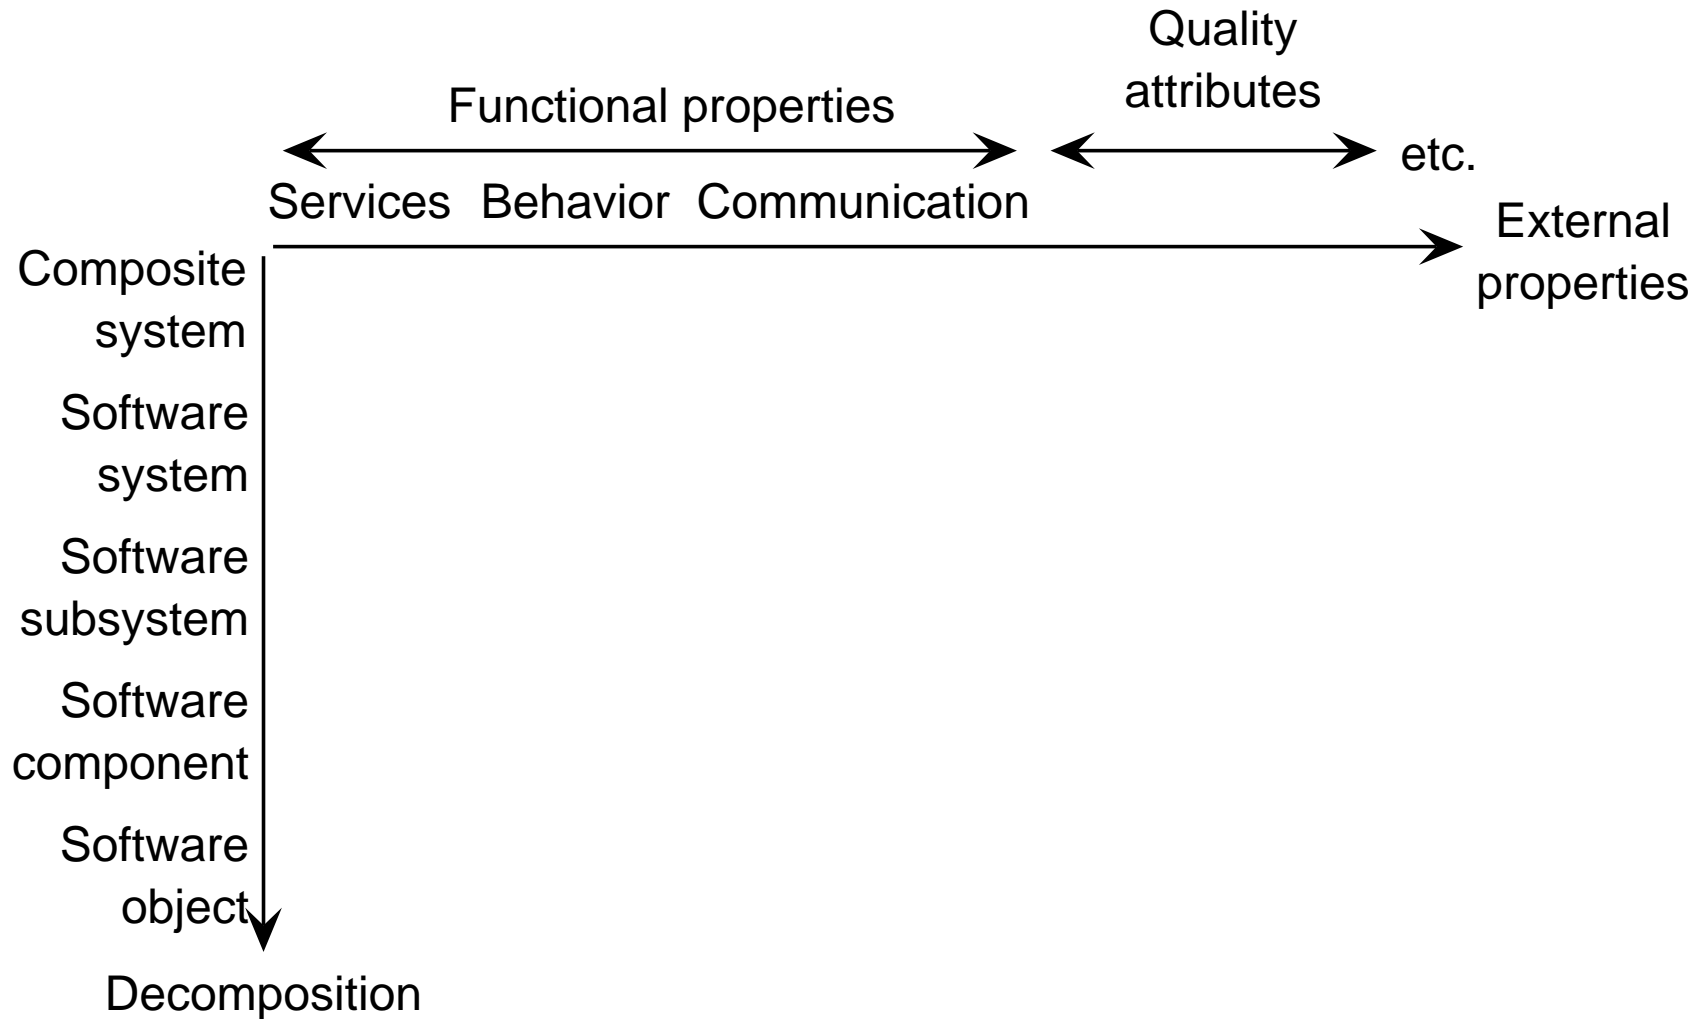 Quality
attributes
Functional properties
etc.
Services Behavior Communication
External
properties
Composite
system
Software
system
Software
subsystem
Software
component
Software
object
Decomposition